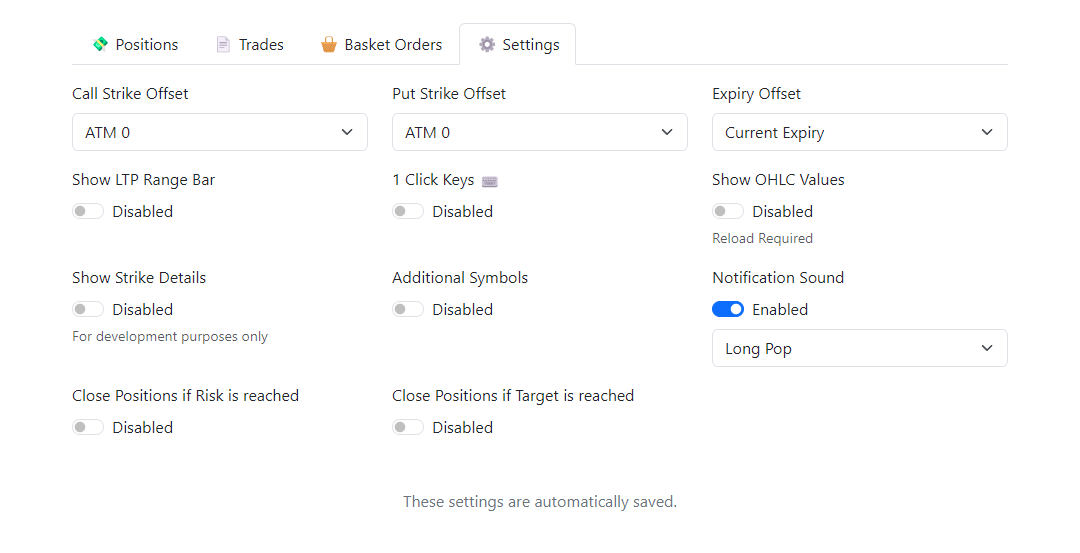 Positions
Trades
Basket Orders
Settings
Call Strike Offset
Put Strike Offset
Expiry Offset
ATM 0
ATM 0
Current Expiry
Show LTP Range Bar
1 Click Keys
Show OHLC Values
Disabled
Disabled
Disabled
Reload Required
Show Strike Details
Additional Symbols
Notification Sound
Disabled
Disabled
Enabled
For development purposes only
Long Pop
Close Positions if Risk is reached
Close Positions if Target is reached
Disabled
Disabled
These settings are automatically saved.